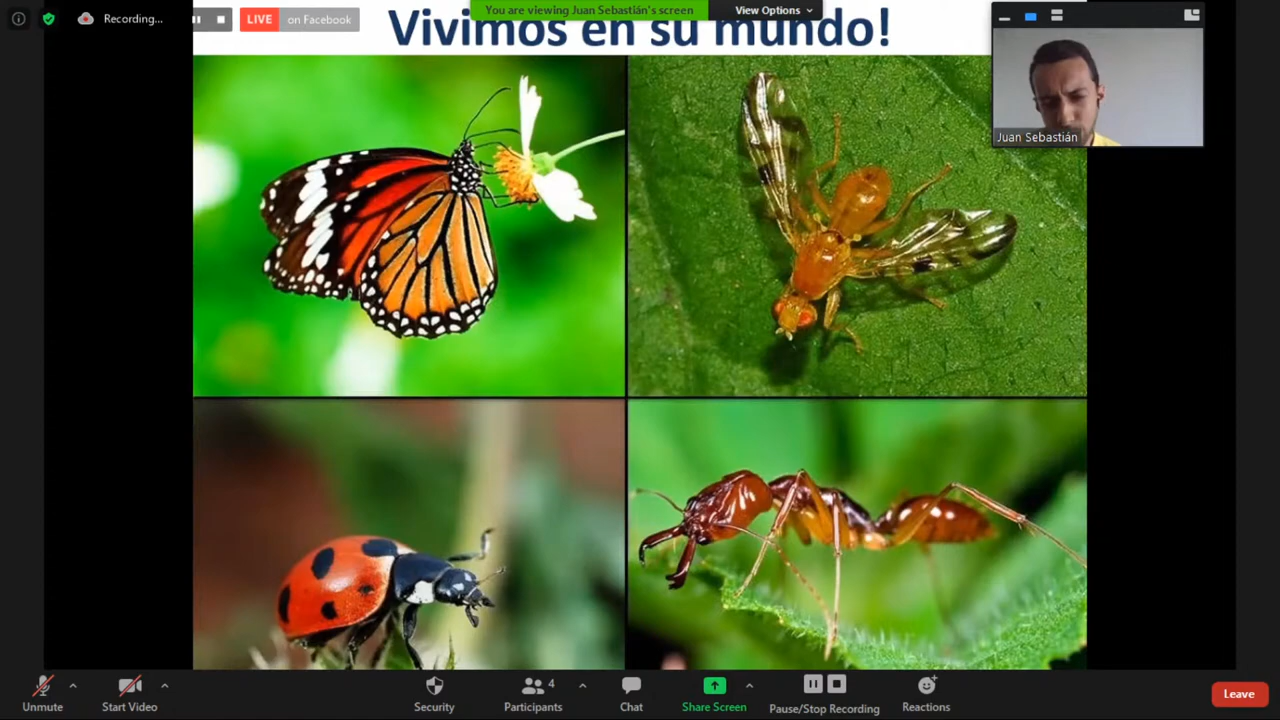 Recording...
LIVE on Facebook
You are viewing Juan Sebastián's screen
View Options
Vivimos en su mundo!
Juan Sebastián
Unmute
Start Video
Security
4
Participants
Chat
Share Screen
Pause/Stop Recording
Reactions
Leave